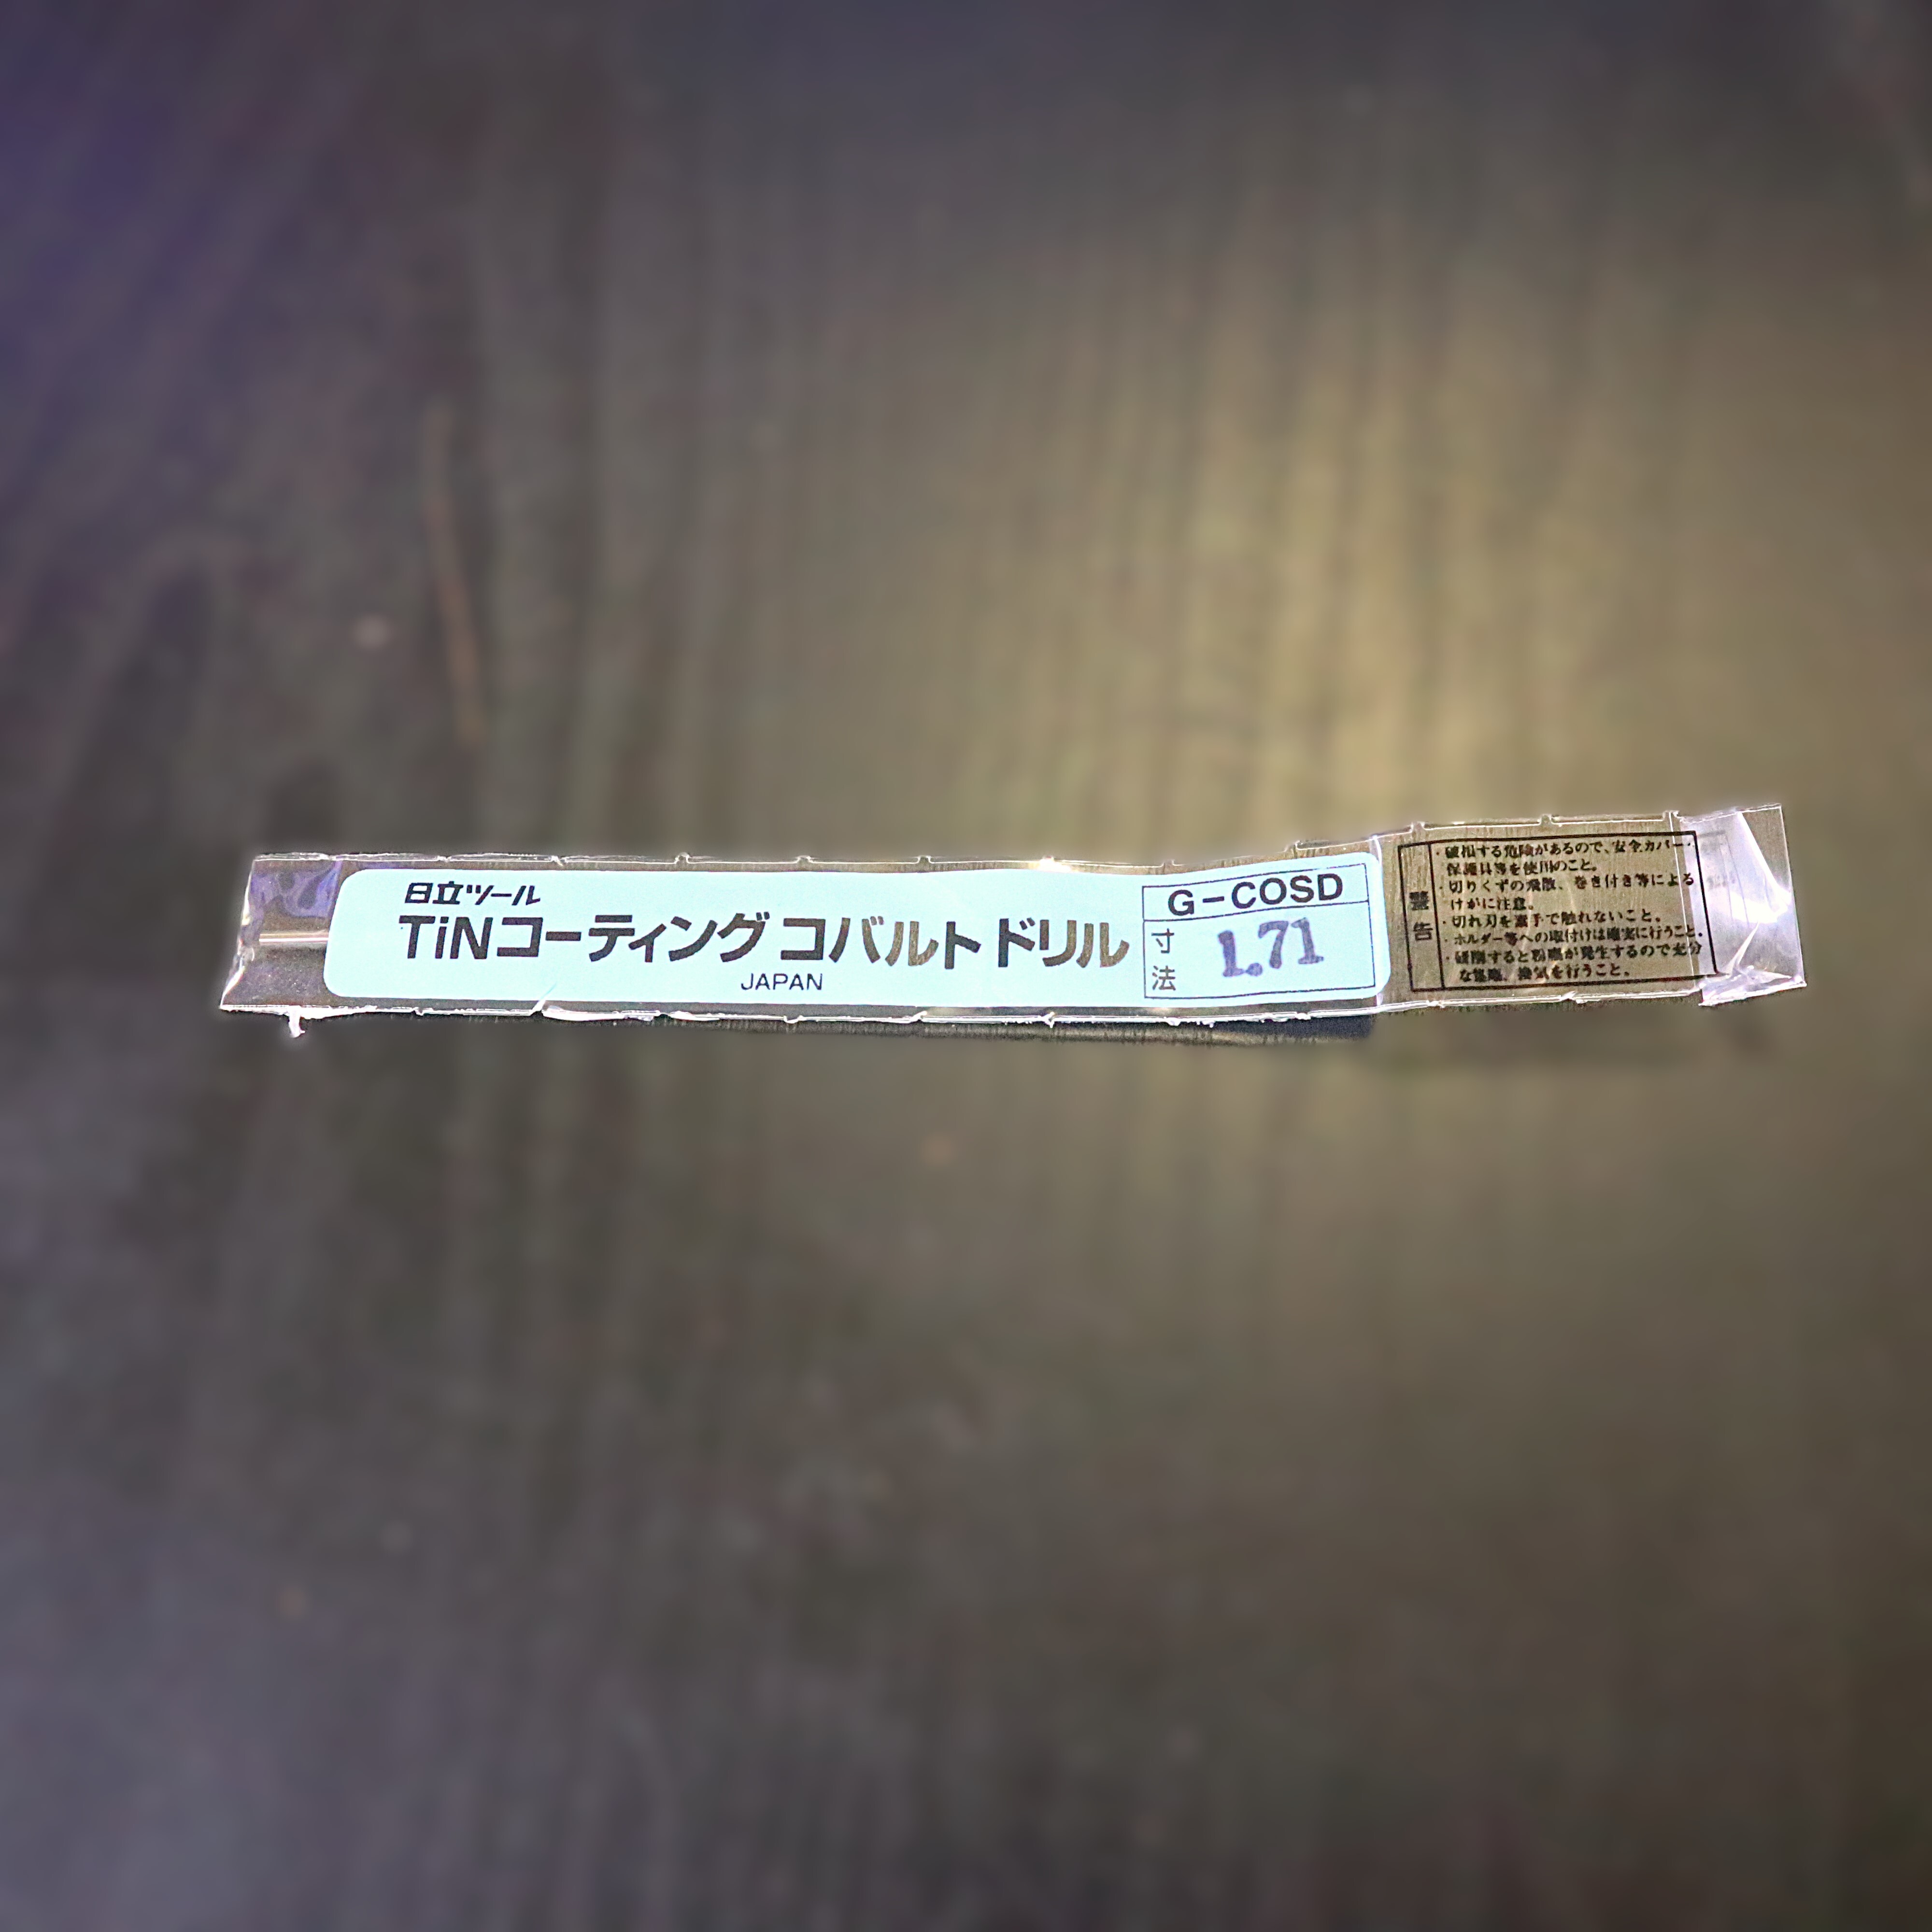 日立ツール
TiNコーティング コバルト ドリル
JAPAN
G-COSD
寸法
1.71
警告
・破損する危険があるので、安全カバー・
保護具等を使用のこと。
・切りくずの飛散、巻き付き等による
けがに注意。
・切れ刃を素手で触れないこと。
・ホルダー等への取付けは確実に行うこと。
・研削すると粉塵が発生するので充分
な集塵、換気を行うこと。